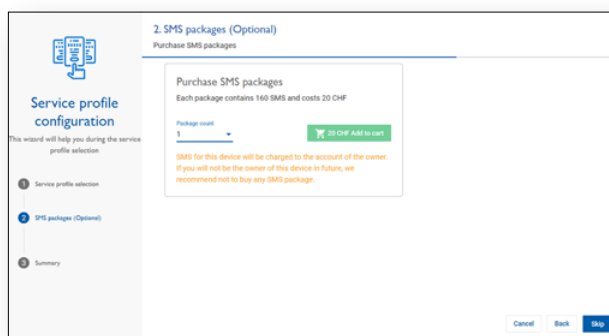 Service profile
configuration
This wizard will help you during the service
profile selection
1 Service profile selection
2 SMS packages (Optional)
3 Summary
2. SMS packages (Optional)
Purchase SMS packages
Purchase SMS packages
Each package contains 160 SMS and costs 20 CHF
Package count
1
20 CHF Add to cart
SMS for this device will be charged to the account of the owner.
If you will not be the owner of this device in future, we
recommend not to buy any SMS package.
Cancel Back Skip